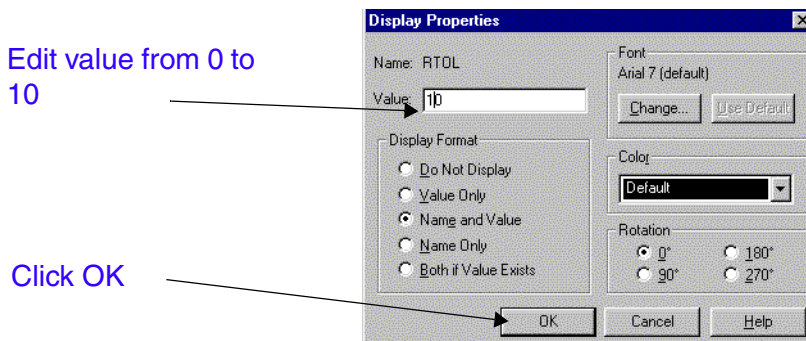 Display Properties
Edit value from 0 to
10
Name: RTOL
Value: 10
Font
Arial 7 (default)
Change...
Use Default
Display Format
Do Not Display
Value Only
Name and Value
Name Only
Both if Value Exists
Color
Default
Rotation
0°
180°
90°
270°
Click OK
OK
Cancel
Help